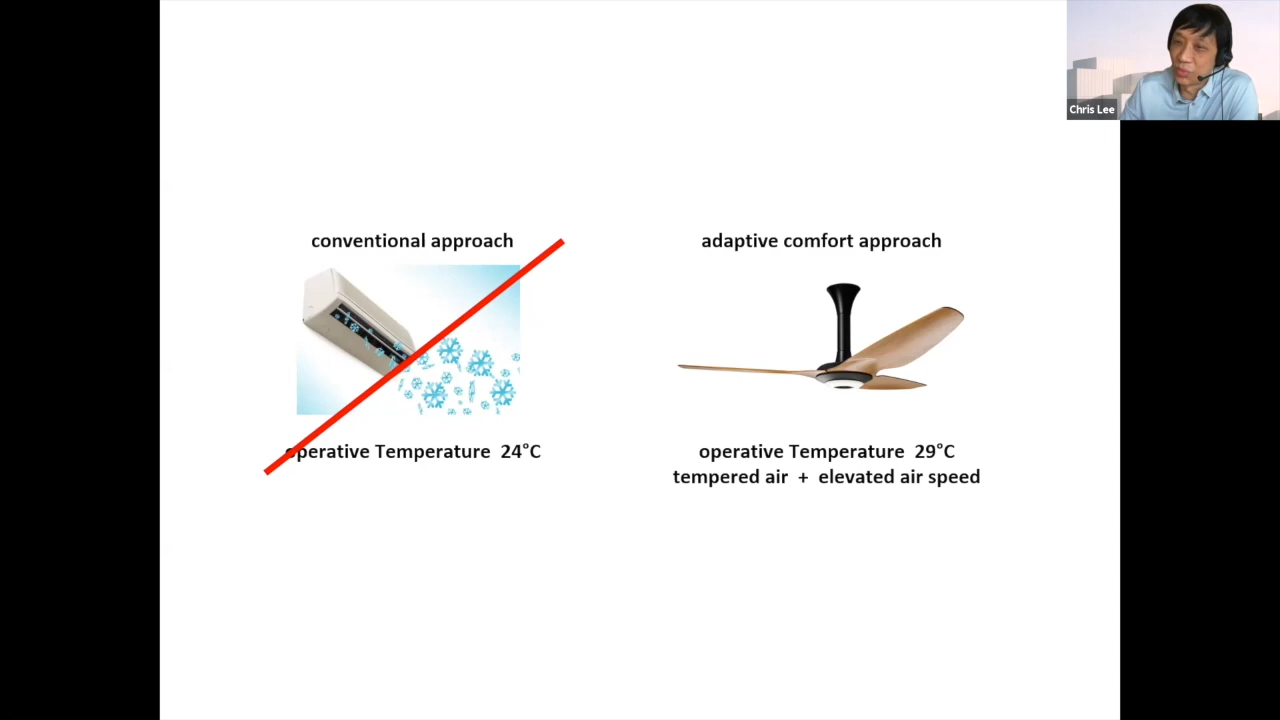 Chris Lee
conventional approach
adaptive comfort approach
operative Temperature 24°C
operative Temperature 29°C
tempered air + elevated air speed